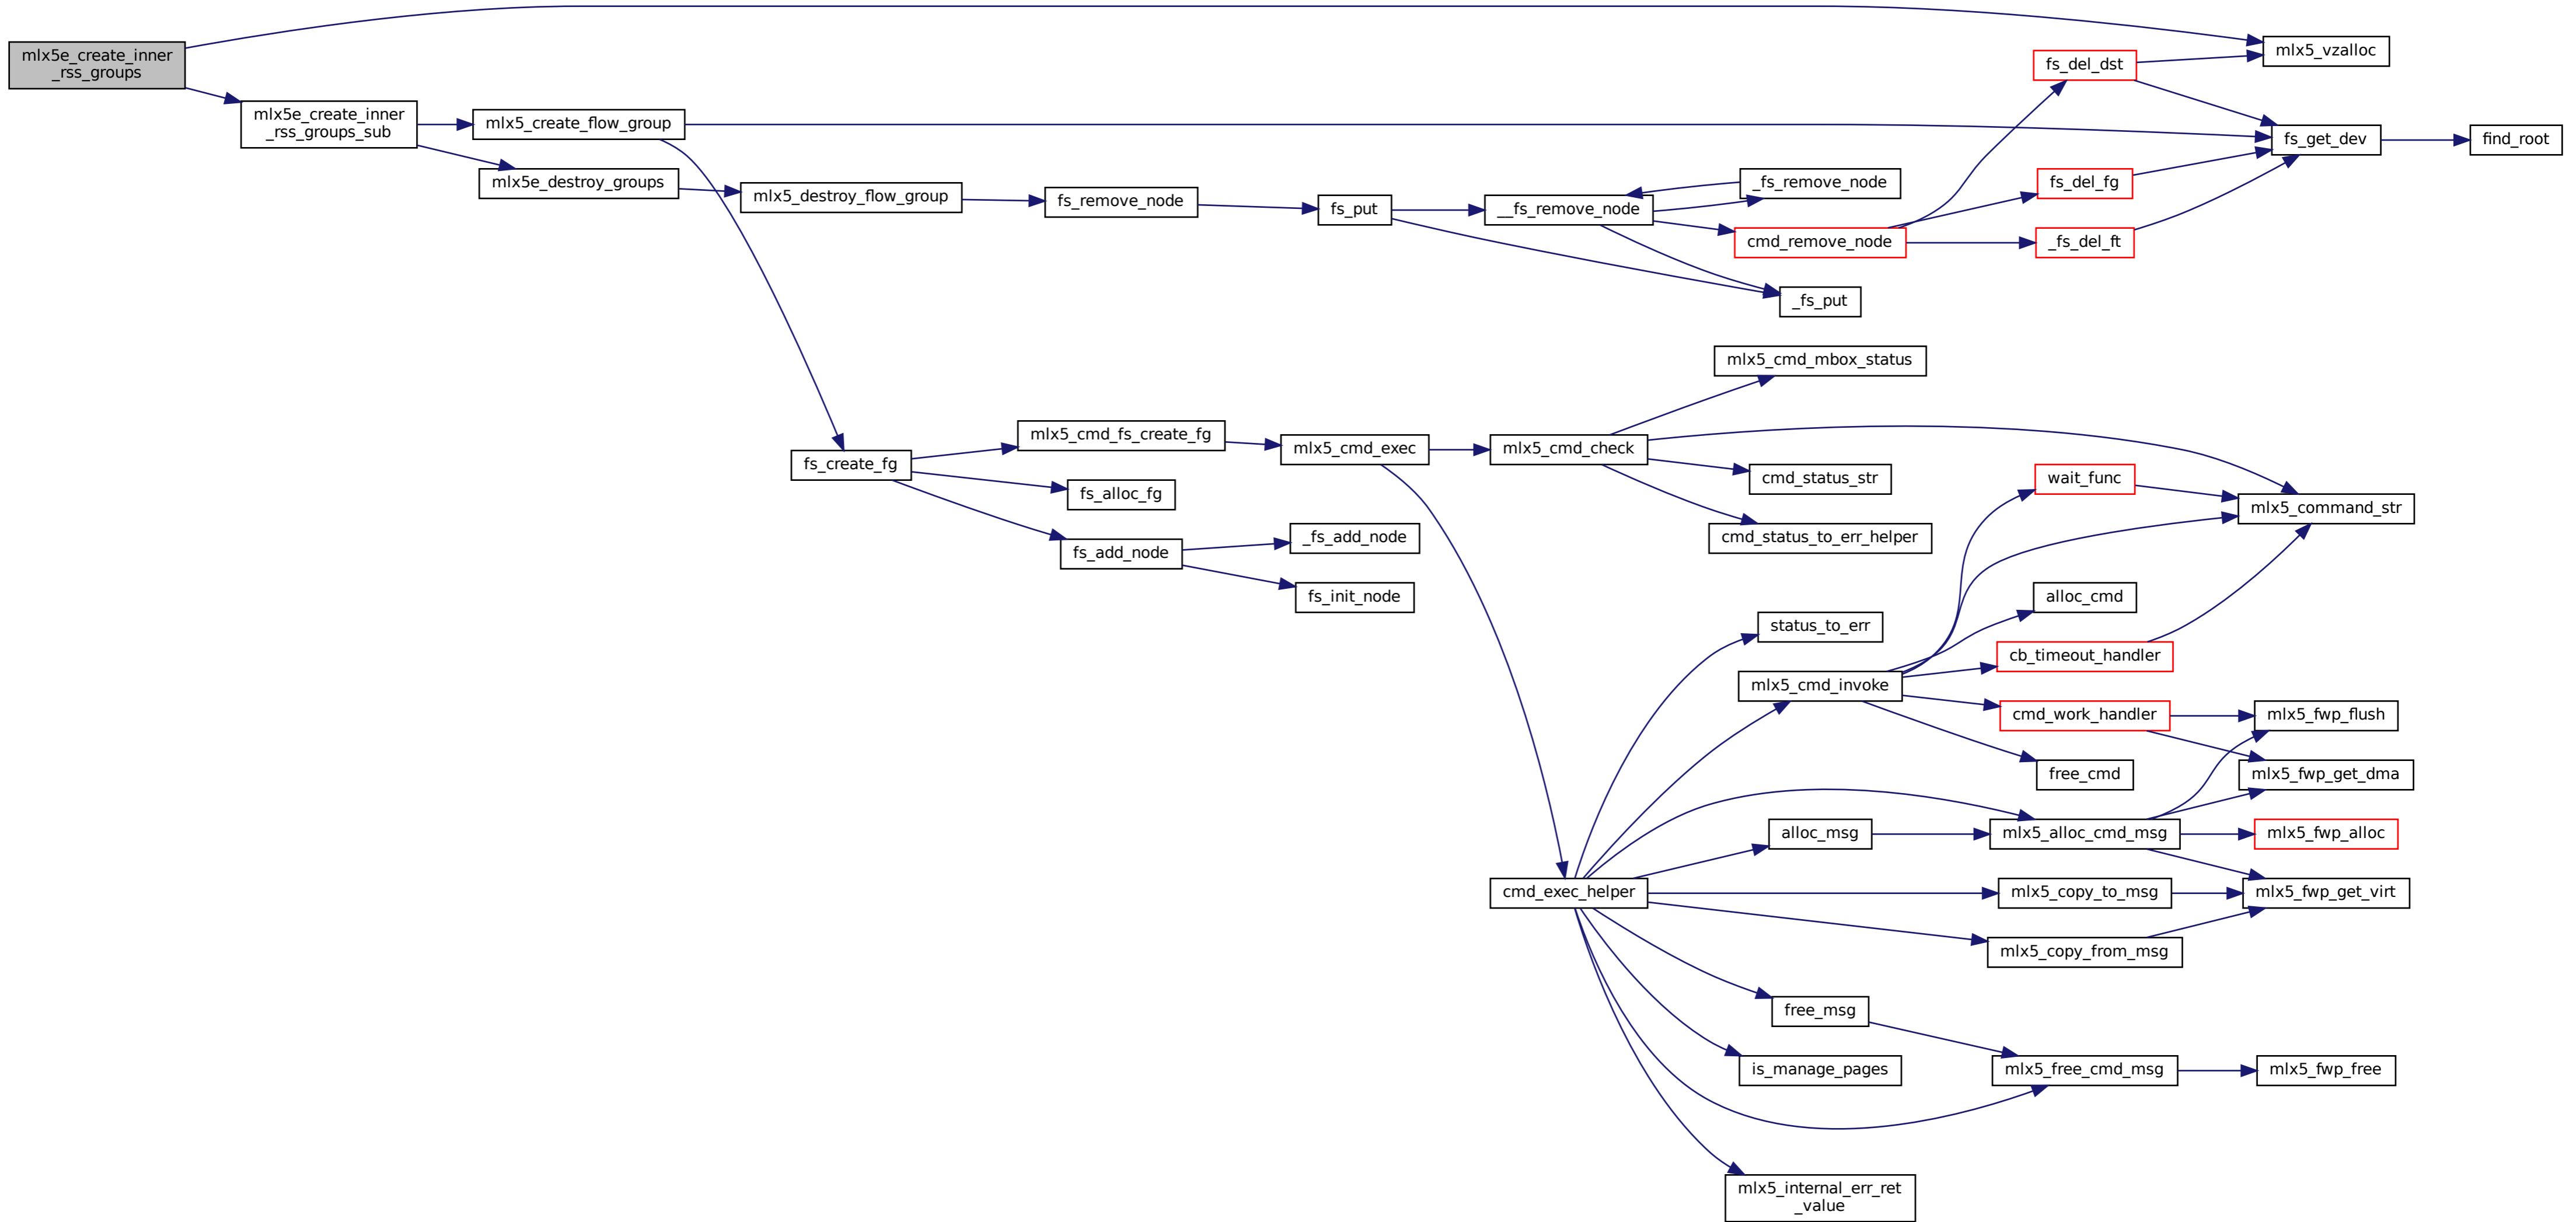 mlx5e_create_inner
_rss_groups
mlx5_vzalloc
fs_del_dst
mlx5e_create_inner
_rss_groups_sub
mlx5_create_flow_group
fs_get_dev
find_root
mlx5e_destroy_groups
mlx5_destroy_flow_group
fs_remove_node
fs_put
__fs_remove_node
_fs_remove_node
fs_del_fg
cmd_remove_node
_fs_del_ft
_fs_put
mlx5_cmd_mbox_status
fs_create_fg
mlx5_cmd_fs_create_fg
mlx5_cmd_exec
mlx5_cmd_check
cmd_status_str
wait_func
fs_alloc_fg
mlx5_command_str
fs_add_node
_fs_add_node
cmd_status_to_err_helper
fs_init_node
alloc_cmd
status_to_err
cb_timeout_handler
mlx5_cmd_invoke
cmd_work_handler
mlx5_fwp_flush
free_cmd
mlx5_fwp_get_dma
alloc_msg
mlx5_alloc_cmd_msg
mlx5_fwp_alloc
cmd_exec_helper
mlx5_copy_to_msg
mlx5_fwp_get_virt
mlx5_copy_from_msg
free_msg
is_manage_pages
mlx5_free_cmd_msg
mlx5_fwp_free
mlx5_internal_err_ret
_value